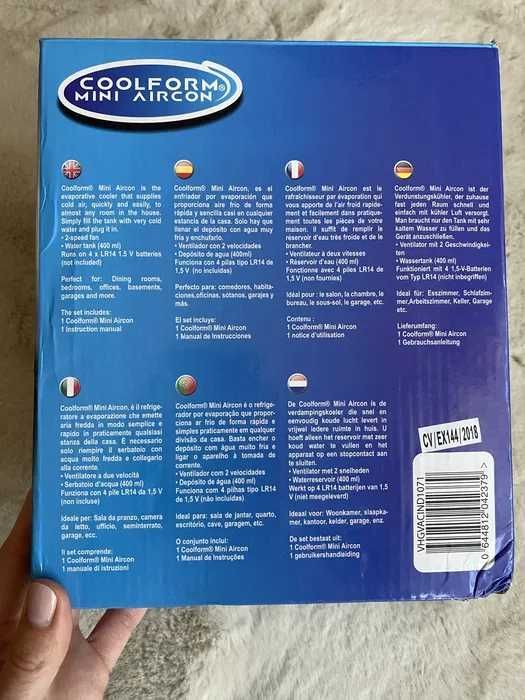 COOLFORM®
MINI AIRCON
Coolform® Mini Aircon is the
evaporative cooler that supplies
cold air, quickly and easily, to
almost any room in the house.
Simply fill the tank with very cold
water and plug it in.
• 2-speed fan
• Water tank (400 ml)
Runs on 4 x LR14 1.5 V batteries
(not included)
Perfect for: Dining rooms,
bedrooms, offices, basements,
garages and more.
The set includes:
1 Coolform® Mini Aircon
1 Instruction manual
Coolform® Mini Aircon, es el
enfriador por evaporación que
proporciona aire frío de forma
rápida y sencilla casi en cualquier
estancia de la casa. Solo hay que
llenar el depósito con agua muy
fría y enchufarlo.
• Ventilador con 2 velocidades
• Depósito de agua (400ml)
Funciona con 4 pilas tipo LR14 de
1,5 V (no incluidas)
Perfecto para: comedores, habita-
ciones,oficinas, sótanos, garajes y
más.
El set incluye:
1 Coolform® Mini Aircon
1 Manual de Instrucciones
Coolform® Mini Aircon est le
rafraîchisseur par évaporation qui
vous apporte de l'air froid rapide-
ment et facilement dans pratique-
ment toutes les pièces de votre
maison. Il suffit de remplir le
réservoir d'eau très froide et de le
brancher.
• Ventilateur à deux vitesses
• Réservoir d'eau (400 ml)
Fonctionne avec 4 piles LR14 de
1,5 V (non fournies)
Idéal pour : le salon, la chambre, le
bureau, le sous-sol, le garage, etc.
Contenu :
1 Coolform® Mini Aircon
1 notice d'utilisation
Coolform® Mini Aircon ist der
Verdunstungskühler, der zuhause
fast jeden Raum schnell und
einfach mit kühler Luft versorgt.
Man braucht nur den Tank mit sehr
kaltem Wasser zu füllen und das
Gerät anzuschließen.
• Ventilator mit 2 Geschwindigkei-
ten
• Wassertank (400 ml)
Funktioniert mit 4 1,5-V-Batterien
vom Typ LR14 (nicht inbegriffen)
Ideal für: Esszimmer, Schlafzim-
mer,Arbeitszimmer, Keller, Garage
etc.
Lieferumfang:
1 Coolform® Mini Aircon
1 Gebrauchsanleitung
Coolform® Mini Aircon, è il refrige-
ratore a evaporazione che emette
aria fredda in modo semplice e
rapido in praticamente qualsiasi
stanza della casa. È necessario
solo riempire il serbatoio con
acqua molto fredda e collegarlo
alla corrente.
• Ventilatore a due velocità
• Serbatoio d'acqua (400 ml)
Funziona con 4 pile LR14 da 1,5 V
(non incluse)
Ideale per: Sala da pranzo, camera
da letto, ufficio, seminterrato,
garage, ecc.
Il set comprende:
1 Coolform® Mini Aircon
1 manuale di istruzioni
Coolform® Mini Aircon é o refrige-
rador por evaporação que propor-
ciona ar frio de forma rápida e
simples praticamente em qualquer
divisão da casa. Basta encher o
depósito com água muito fria e
ligar o aparelho à tomada de
corrente.
• Ventilador com 2 velocidades
• Depósito de água (400 ml)
Funciona com 4 pilhas tipo LR14
de 1,5 V (não incluídas)
Ideal para: sala de jantar, quarto,
escritório, cave, garagem, etc.
O conjunto inclui:
1 Coolform® Mini Aircon
1 Manual de Instruções
De Coolform® Mini Aircon is de
verdampingskoeler die snel en
eenvoudig koude lucht levert in
vrijwel iedere ruimte in huis. U
hoeft alleen het reservoir met zeer
koud water te vullen en het
apparaat op een stopcontact aan
te sluiten.
• Ventilator met 2 snelheden
• Waterreservoir (400 ml)
Werkt op 4 LR14 batterijen van 1,5
V (niet meegeleverd)
Ideaal voor: Woonkamer, slaapka-
mer, kantoor, kelder, garage, enz.
De set bestaat uit:
1 Coolform® Mini Aircon
1 gebruikershandleiding
CV/EX144/2018
VHGVACIND1071
0 644812 042379 >